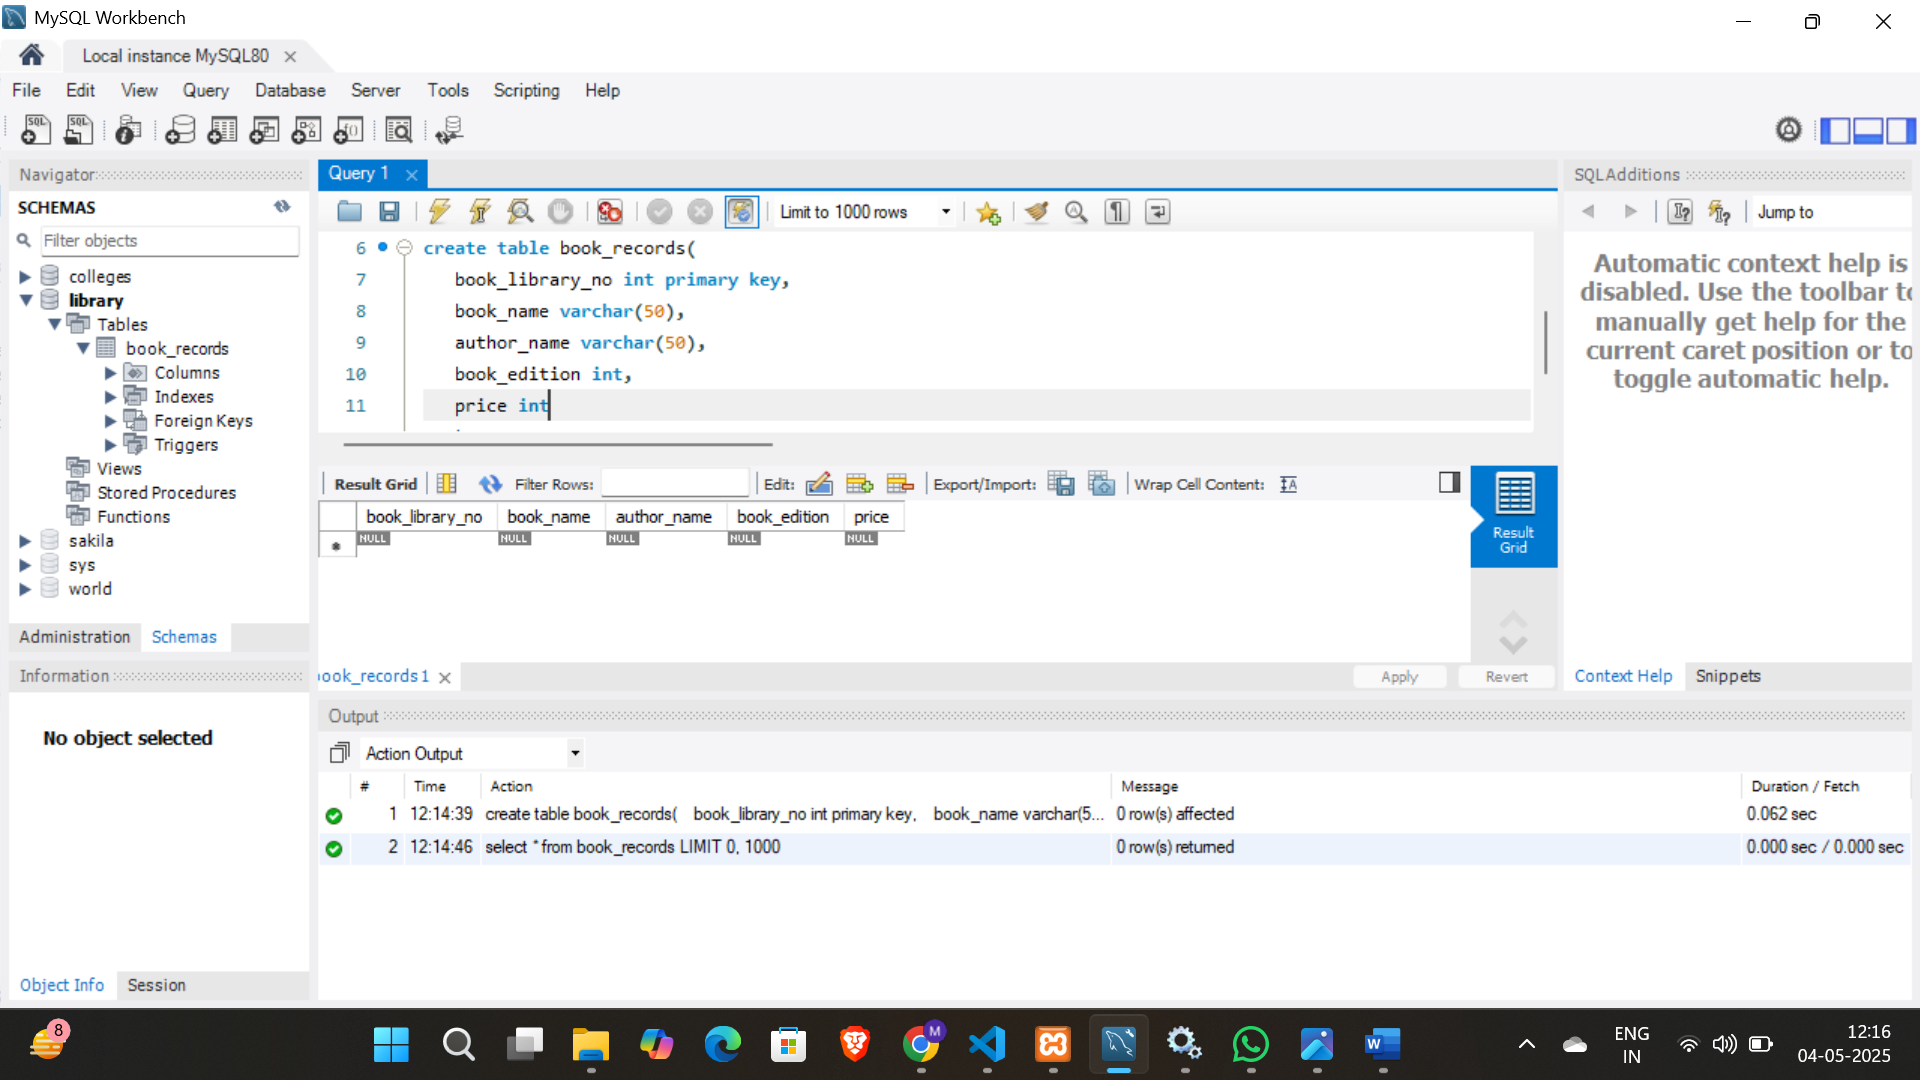 MySQL Workbench
Local instance MySQL80
File Edit View Query Database Server Tools Scripting Help
Navigator
SCHEMAS
Filter objects
colleges
library
Tables
book_records
Columns
Indexes
Foreign Keys
Triggers
Views
Stored Procedures
Functions
sakila
sys
world
Administration Schemas
Information
No object selected
Object Info Session
Query 1
Limit to 1000 rows
6 create table book_records(
7 book_library_no int primary key,
8 book_name varchar(50),
9 author_name varchar(50),
10 book_edition int,
11 price int
Result Grid Filter Rows: Edit: Export/Import: Wrap Cell Content:
book_library_no book_name author_name book_edition price
NULL NULL NULL NULL NULL
Result
Grid
ook_records 1 Apply Revert
SQLAdditions
Jump to
Automatic context help is
disabled. Use the toolbar to
manually get help for the
current caret position or to
toggle automatic help.
Context Help Snippets
Output
Action Output
# Time Action Message Duration / Fetch
1 12:14:39 create table book_records( book_library_no int primary key, book_name varchar(5... 0 row(s) affected 0.062 sec
2 12:14:46 select * from book_records LIMIT 0, 1000 0 row(s) returned 0.000 sec / 0.000 sec
8
M
W
ENG
IN
12:16
04-05-2025